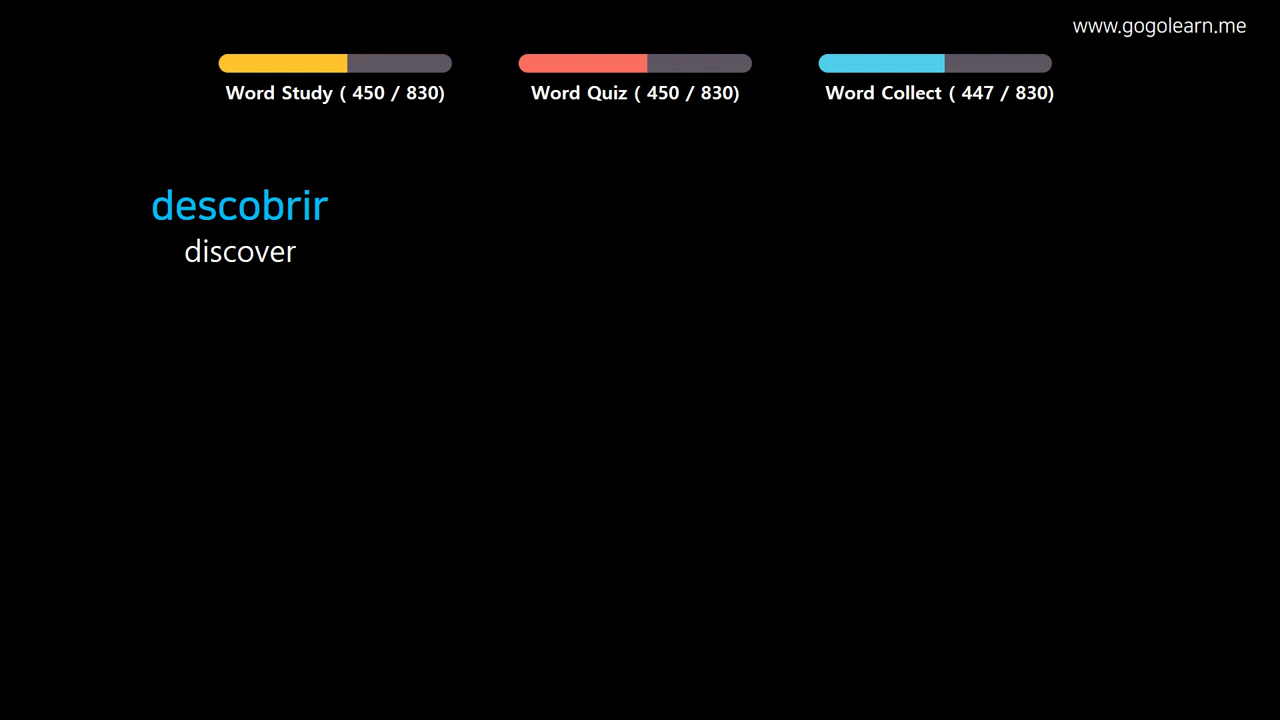 www.gogolearn.me
Word Study ( 450 / 830)
Word Quiz ( 450 / 830)
Word Collect ( 447 / 830)
descobrir
discover